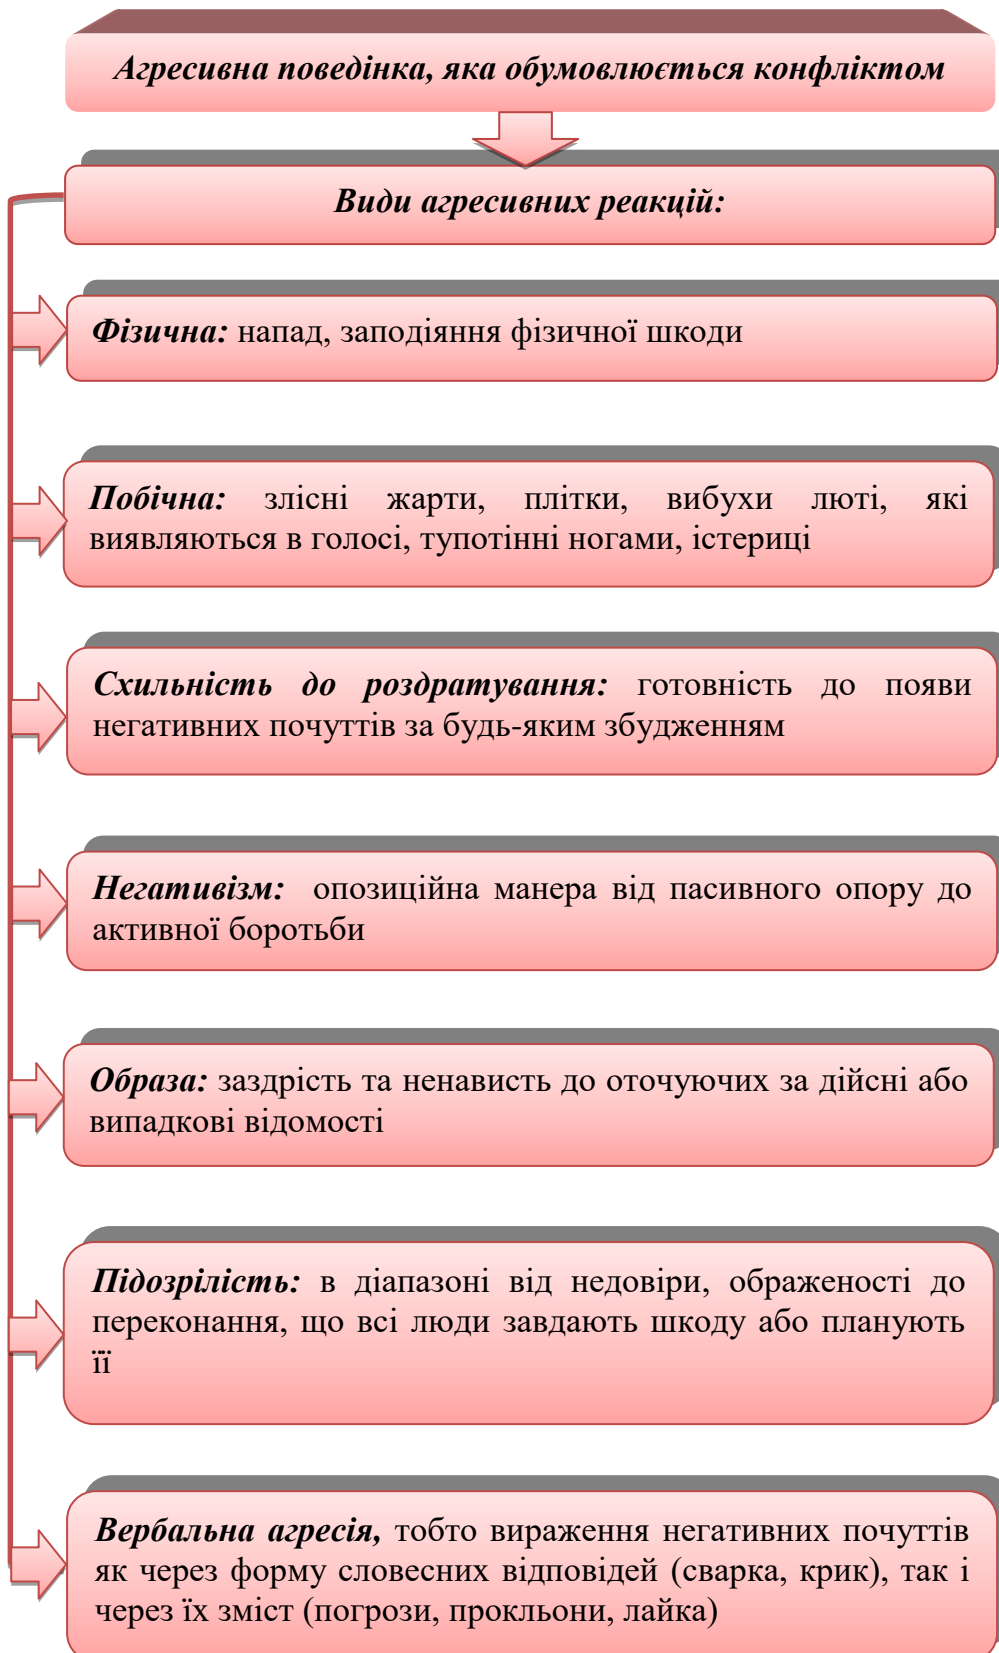 Агресивна поведінка, яка обумовлюється конфліктом
Види агресивних реакцій:
Фізична: напад, заподіяння фізичної шкоди
Побічна: злісні жарти, плітки, вибухи люті, які
виявляються в голосі, тупотінні ногами, істериці
Схильність до роздратування: готовність до появи
негативних почуттів за будь-яким збудженням
Негативізм: опозиційна манера від пасивного опору до
активної боротьби
Образа: заздрість та ненависть до оточуючих за дійсні або
випадкові відомості
Підозрілість: в діапазоні від недовіри, ображеності до
переконання, що всі люди завдають шкоду або планують
її
Вербальна агресія, тобто вираження негативних почуттів
як через форму словесних відповідей (сварка, крик), так і
через їх зміст (погрози, прокльони, лайка)